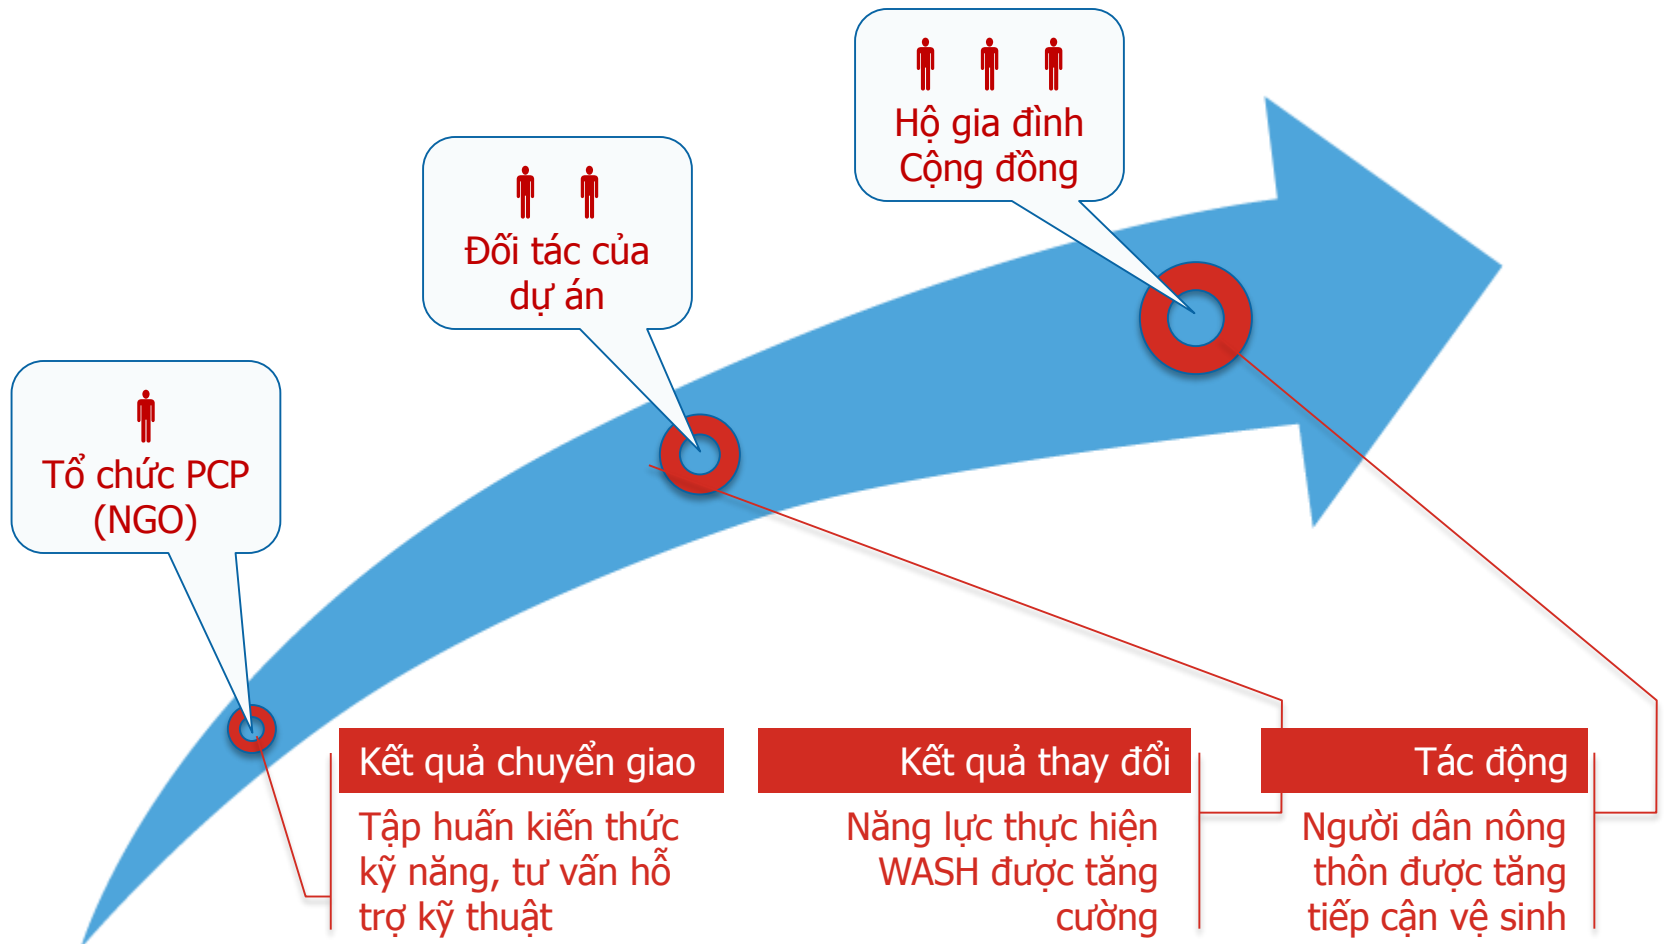 Hộ gia đình
Cộng đồng
Đối tác của
dự án
Tổ chức PCP
(NGO)
Kết quả chuyển giao
Tập huấn kiến thức
kỹ năng, tư vấn hỗ
trợ kỹ thuật
Kết quả thay đổi
Năng lực thực hiện
WASH được tăng
cường
Tác động
Người dân nông
thôn được tăng
tiếp cận vệ sinh